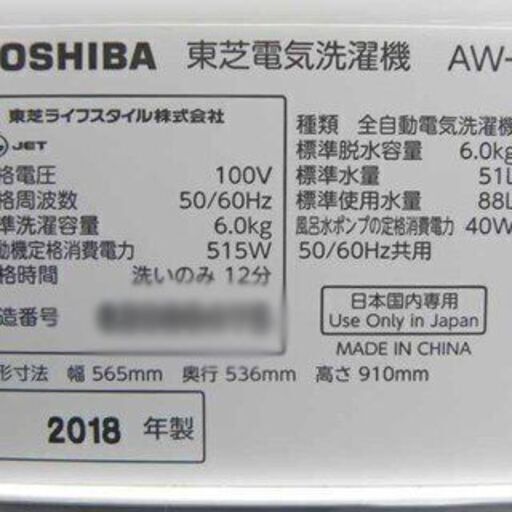 TOSHIBA 東芝電気洗濯機 AW-
東芝ライフスタイル株式会社
JET
格電圧 100V
格周波数 50/60Hz
準洗濯容量 6.0kg
動機定格消費電力 515W
格時間 洗いのみ 12分
造番号
種類 全自動電気洗濯機
標準脱水容量 6.0kg
標準水量 51L
標準使用水量 88L
風呂水ポンプの定格消費電力 40W
50/60Hz共用
日本国内専用
Use Only in Japan
MADE IN CHINA
形寸法 幅 565mm 奥行 536mm 高さ 910mm
2018 年製